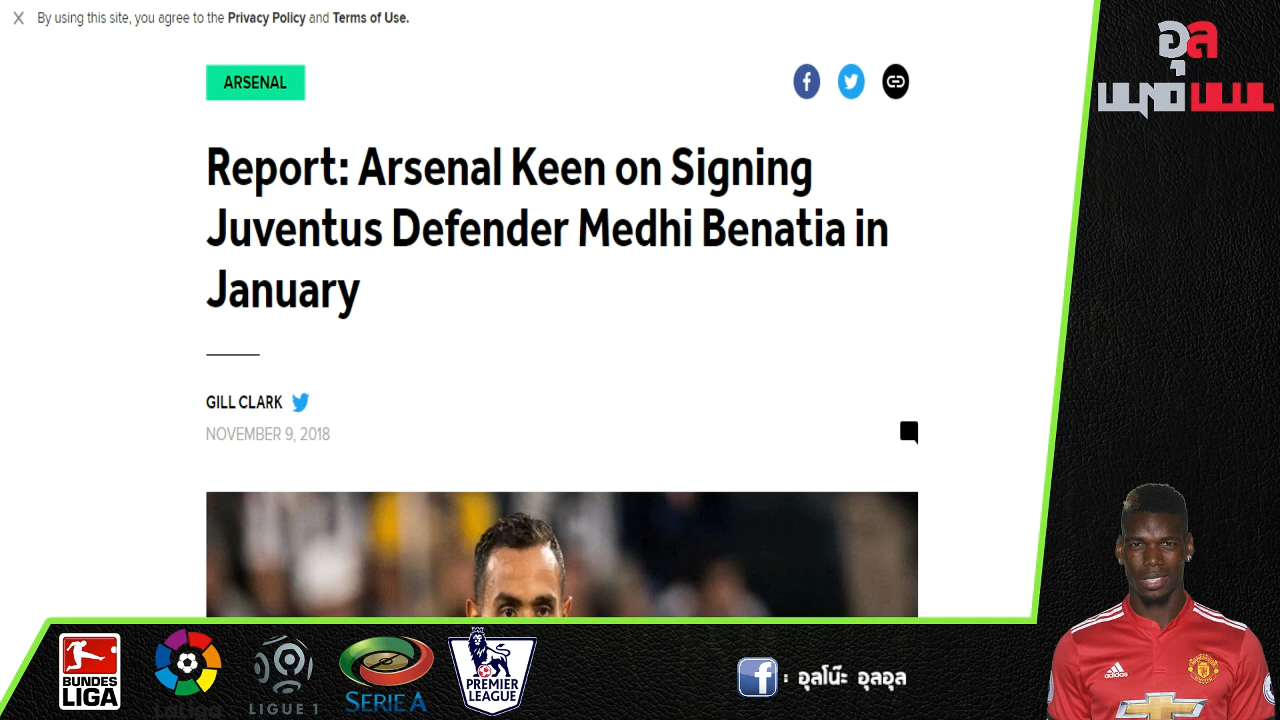 X By using this site, you agree to the Privacy Policy and Terms of Use.
ARSENAL
Report: Arsenal Keen on Signing
Juventus Defender Medhi Benatia in
January
GILL CLARK
NOVEMBER 9, 2018
BUNDES
LIGA
LaLiga
LIGUE 1
SERIE A
PREMIER
LEAGUE
: อุลโน๊ะ อุลอุล
adidas